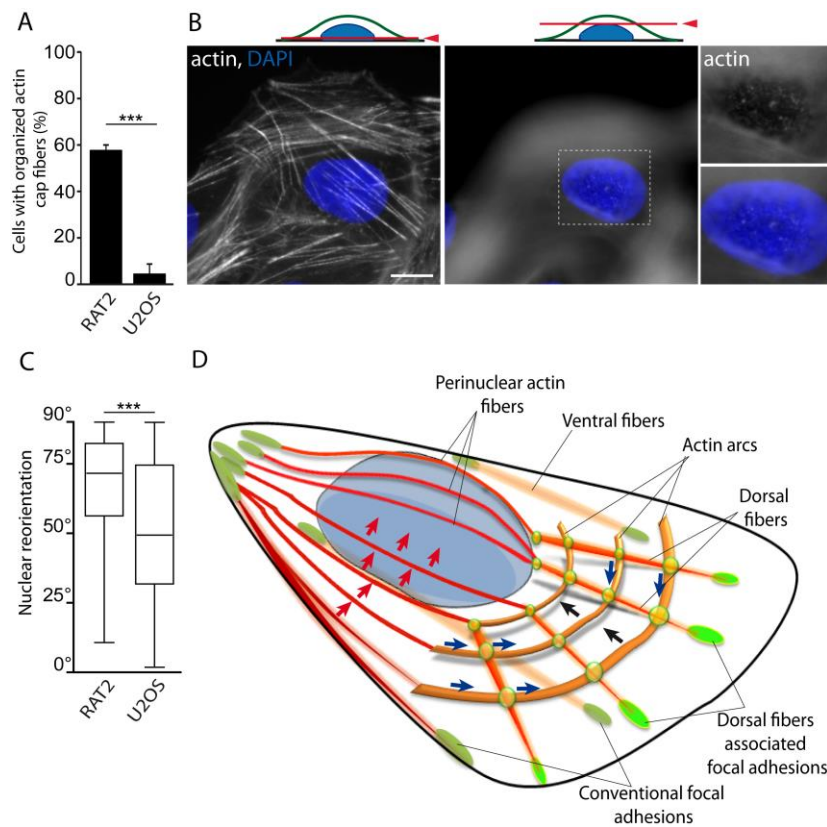 A
Cells with organized actin
cap fibers (%)
100
80
60
40
20
0
***
RAT2
U2OS
B
actin, DAPI
actin
C
Nuclear reorientation
90°
75°
50°
25°
0°
***
RAT2
U2OS
D
Perinuclear actin
fibers
Ventral fibers
Actin arcs
Dorsal
fibers
Dorsal fibers
associated
focal adhesions
Conventional focal
adhesions